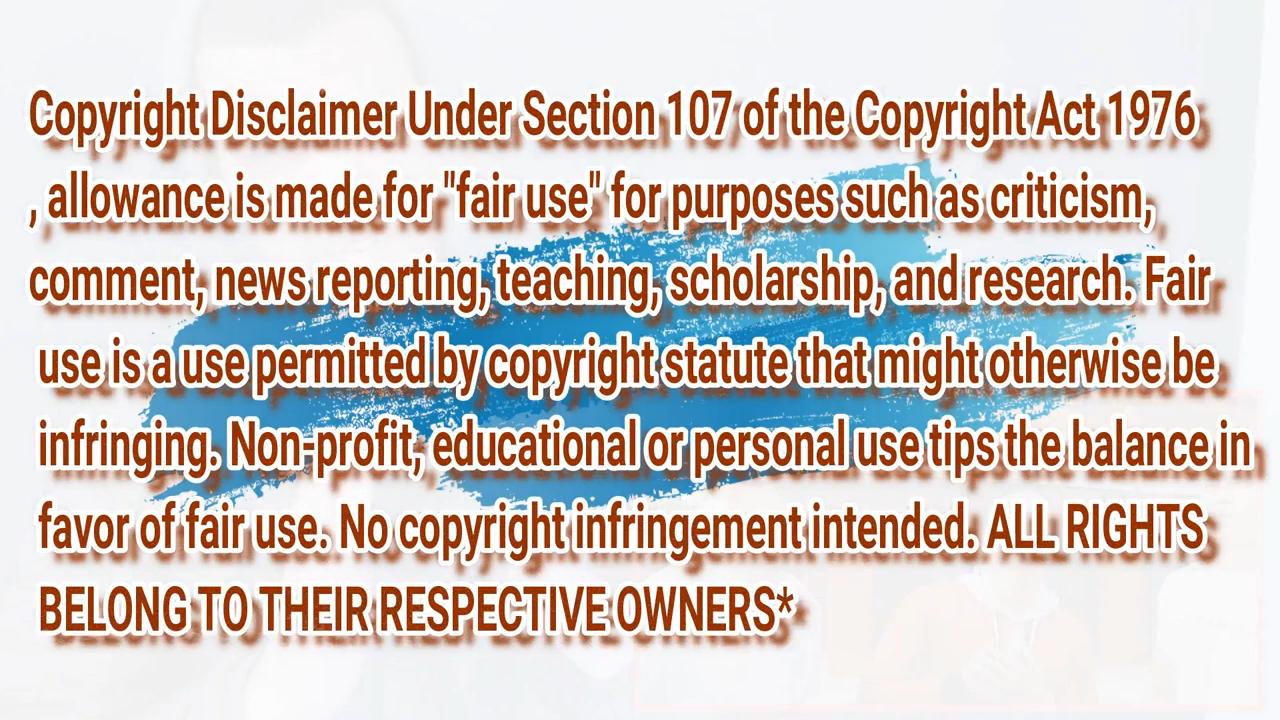 Copyright Disclaimer Under Section 107 of the Copyright Act 1976
, allowance is made for "fair use" for purposes such as criticism,
comment, news reporting, teaching, scholarship, and research. Fair
use is a use permitted by copyright statute that might otherwise be
infringing. Non-profit, educational or personal use tips the balance in
favor of fair use. No copyright infringement intended. ALL RIGHTS
BELONG TO THEIR RESPECTIVE OWNERS*